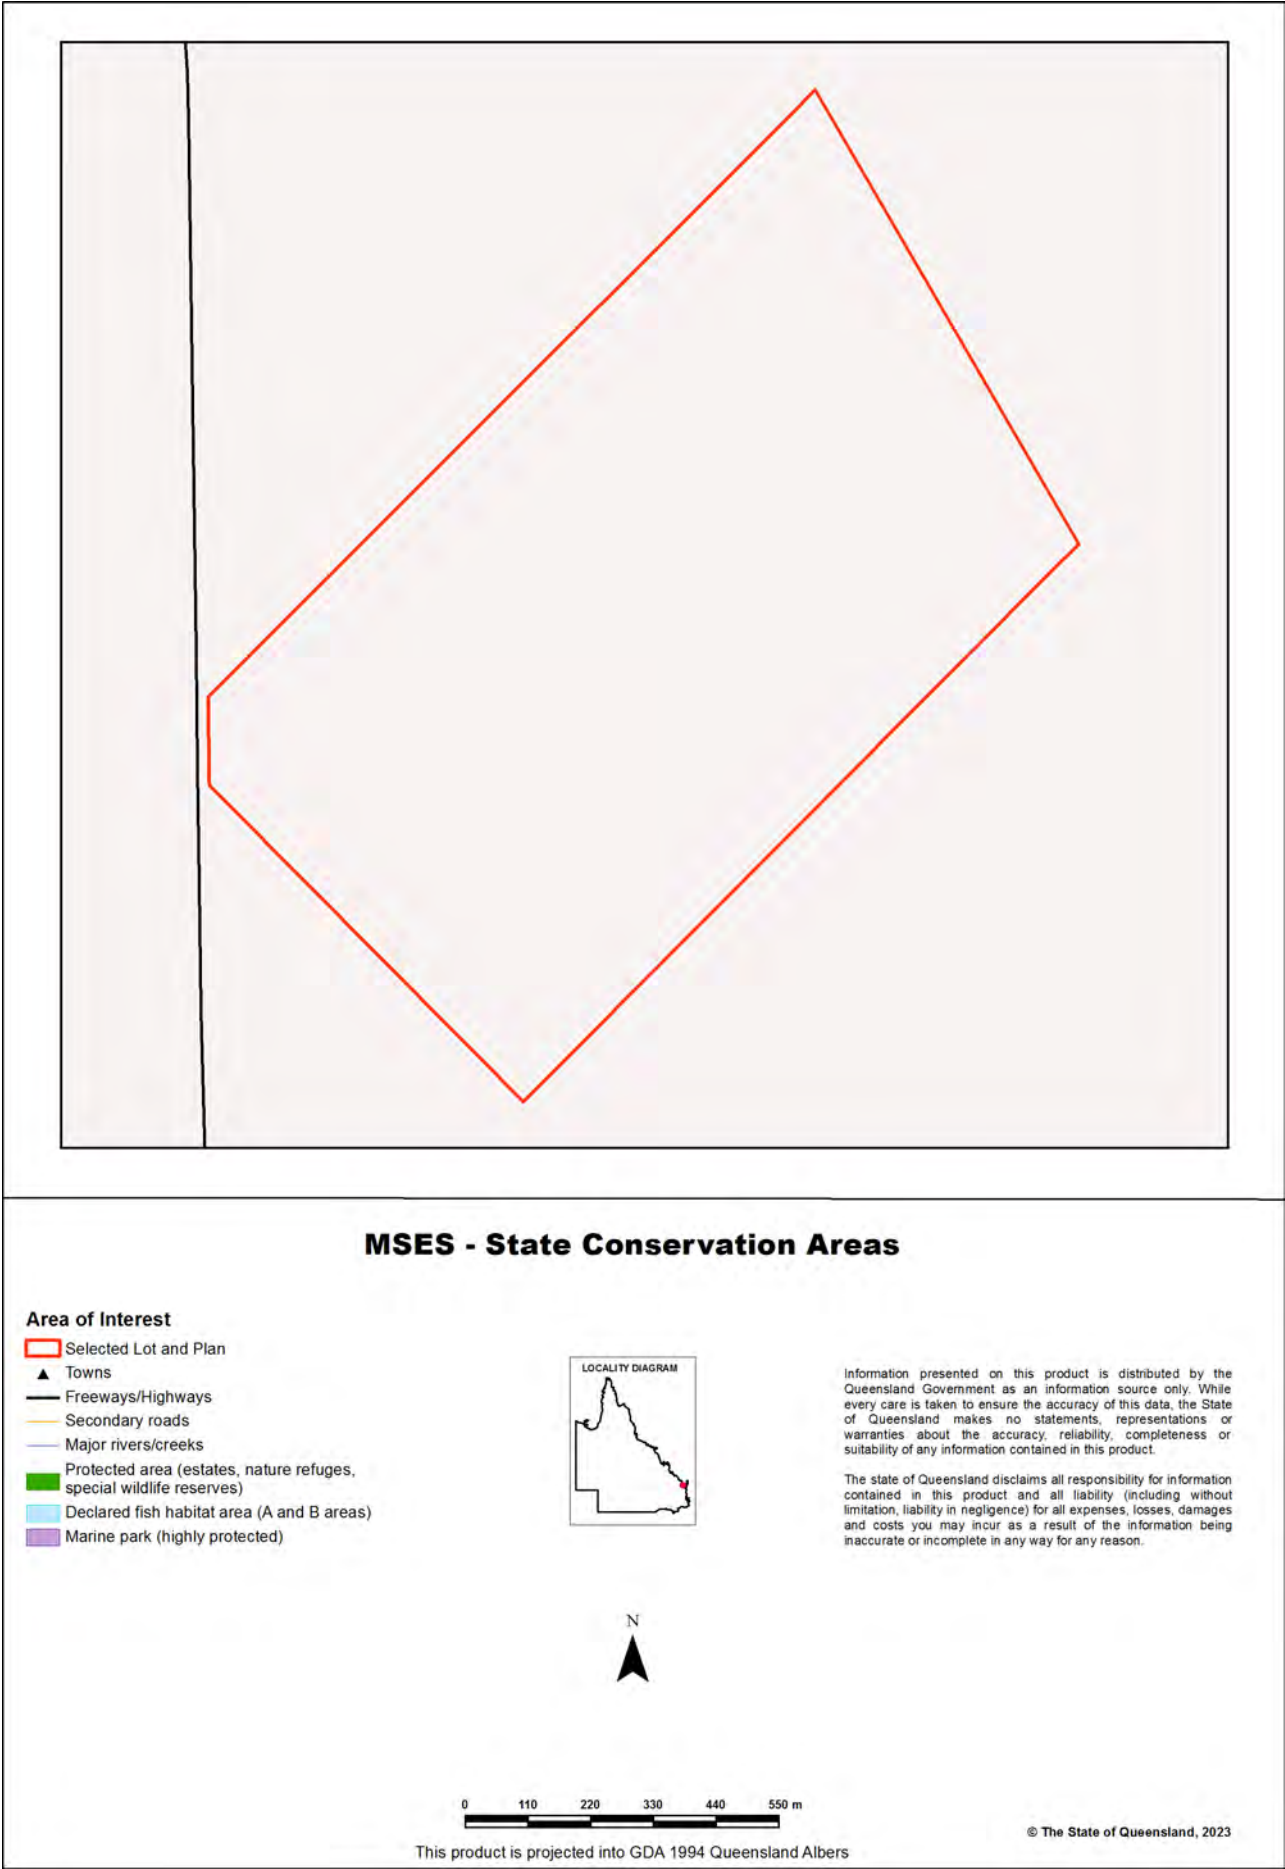 MSES - State Conservation Areas
Area of Interest
Selected Lot and Plan
Towns
Freeways/Highways
Secondary roads
Major rivers/creeks
Protected area (estates, nature refuges,
special wildlife reserves)
Declared fish habitat area (A and B areas)
Marine park (highly protected)
LOCALITY DIAGRAM
Information presented on this product is distributed by the
Queensland Government as an information source only. While
every care is taken to ensure the accuracy of this data, the State
of Queensland makes no statements, representations or
warranties about the accuracy, reliability, completeness or
suitability of any information contained in this product.
The state of Queensland disclaims all responsibility for information
contained in this product and all liability (including without
limitation, liability in negligence) for all expenses, losses, damages
and costs you may incur as a result of the information being
inaccurate or incomplete in any way for any reason.
N
0 110 220 330 440 550 m
This product is projected into GDA 1994 Queensland Albers
© The State of Queensland, 2023